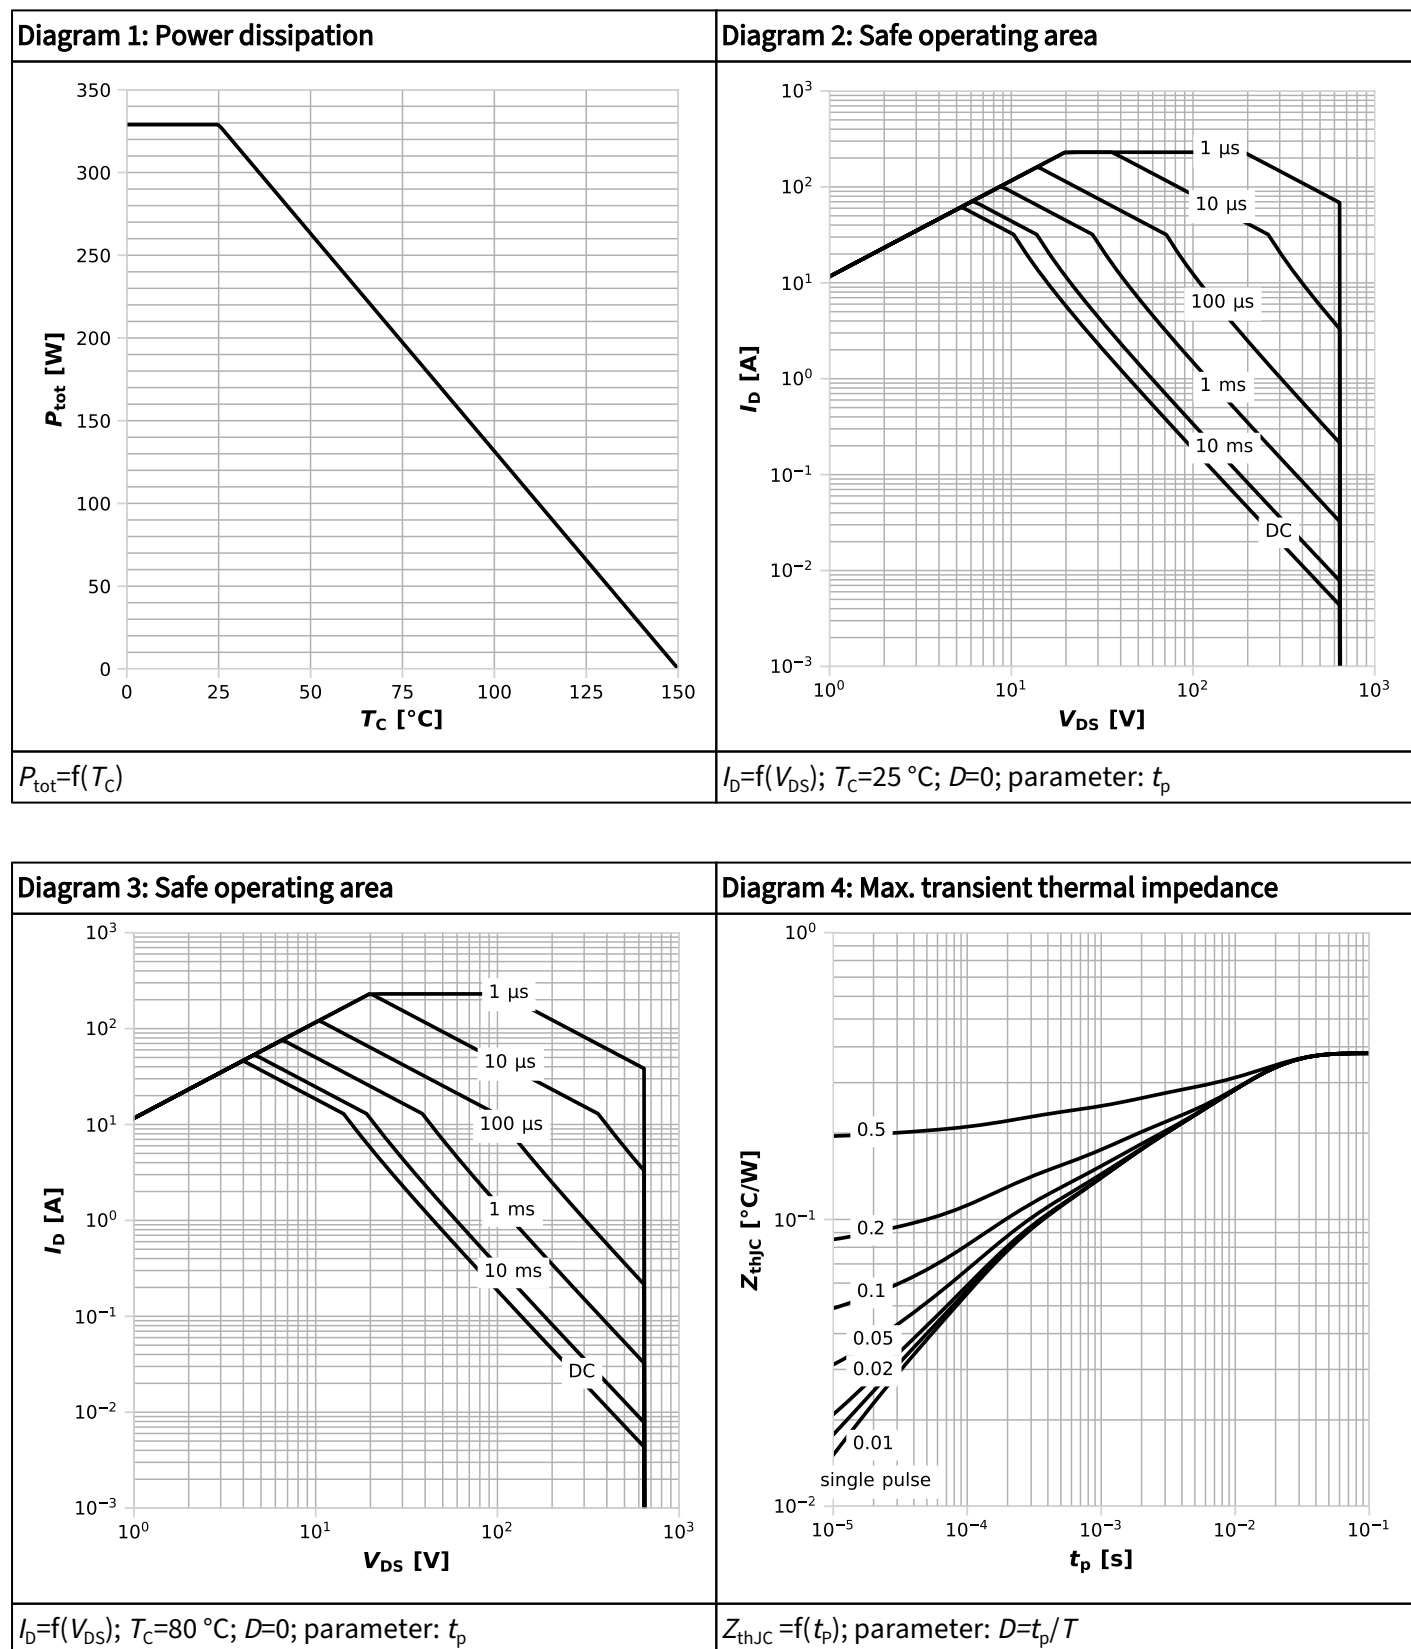 Diagram 1: Power dissipation
350
300
250
200
150
100
50
0
0 25 50 75 100 125 150
Ptot [W]
TC [°C]
Ptot=f(TC)
Diagram 2: Safe operating area
10³
10²
10¹
10⁰
10⁻¹
10⁻²
10⁻³
10⁰ 10¹ 10² 10³
ID [A]
1 µs
10 µs
100 µs
1 ms
10 ms
DC
VDS [V]
ID=f(VDS); TC=25 °C; D=0; parameter: tp
Diagram 3: Safe operating area
10³
10²
10¹
10⁰
10⁻¹
10⁻²
10⁻³
10⁰ 10¹ 10² 10³
ID [A]
1 µs
10 µs
100 µs
1 ms
10 ms
DC
VDS [V]
ID=f(VDS); TC=80 °C; D=0; parameter: tp
Diagram 4: Max. transient thermal impedance
10⁰
10⁻¹
10⁻²
10⁻⁵ 10⁻⁴ 10⁻³ 10⁻² 10⁻¹
ZthJC [°C/W]
0.5
0.2
0.1
0.05
0.02
0.01
single pulse
tp [s]
ZthJC =f(tP); parameter: D=tp/T